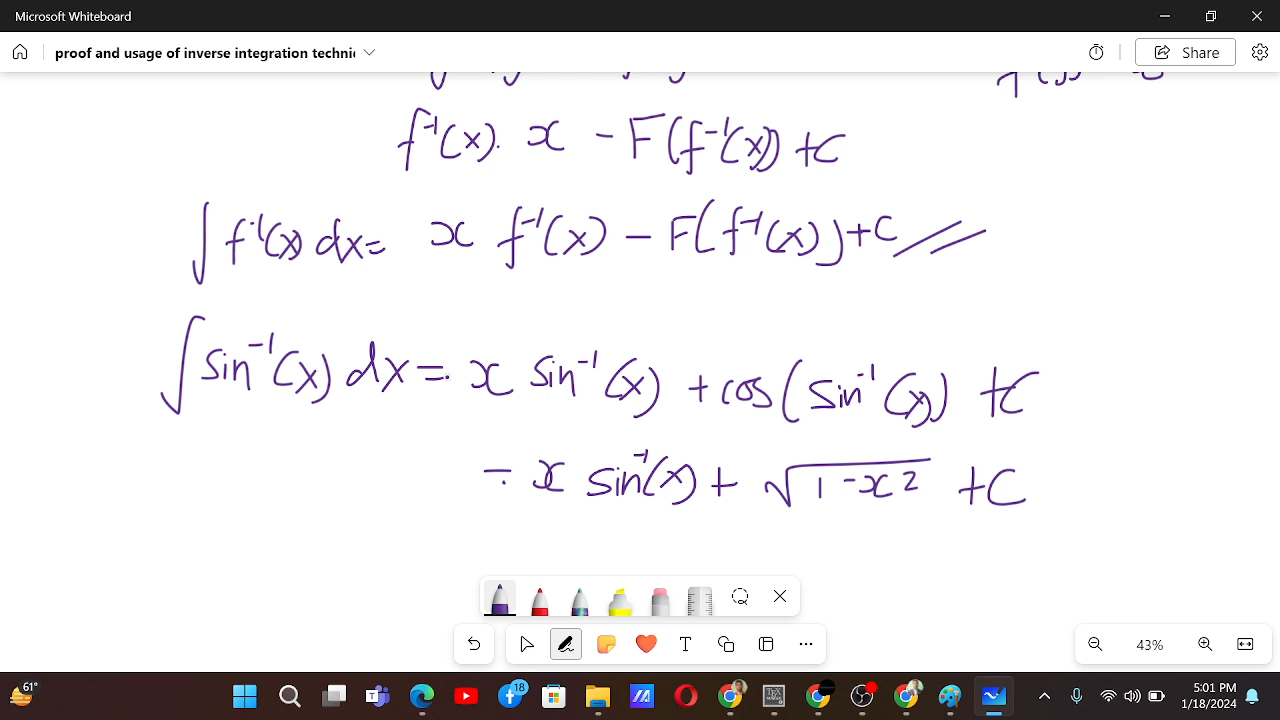 Microsoft Whiteboard
proof and usage of inverse integration techni
Share
f⁻¹(x). x - F(f⁻¹(x)) +C
∫ f⁻¹(x) dx = x f⁻¹(x) - F(f⁻¹(x)) +C
∫ sin⁻¹(x) dx = x sin⁻¹(x) + cos(sin⁻¹(x)) +C
= x sin⁻¹(x) + √(1-x²) +C
T
43%
61°
18
5:01 PM
1/18/2024